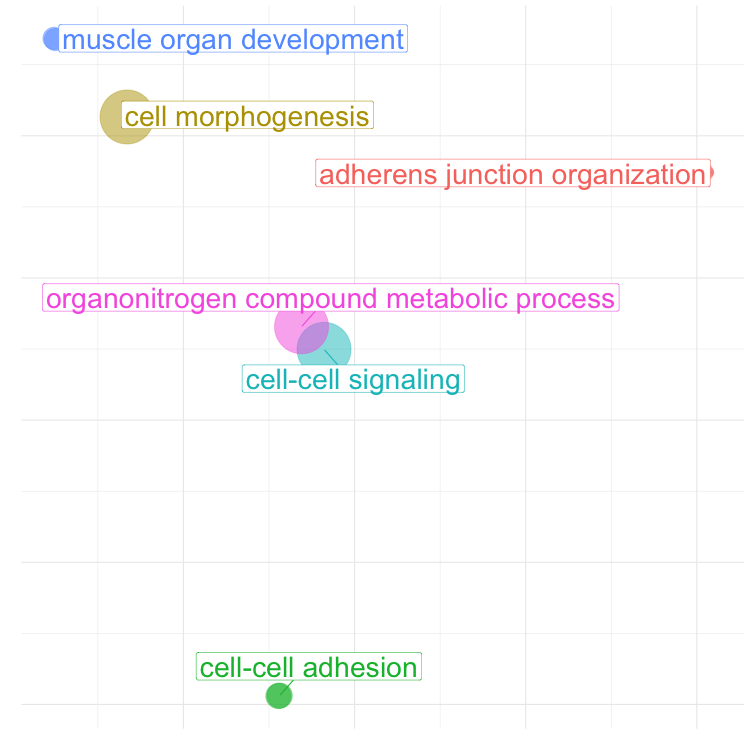 muscle organ development
cell morphogenesis
adherens junction organization
organonitrogen compound metabolic process
cell-cell signaling
cell-cell adhesion